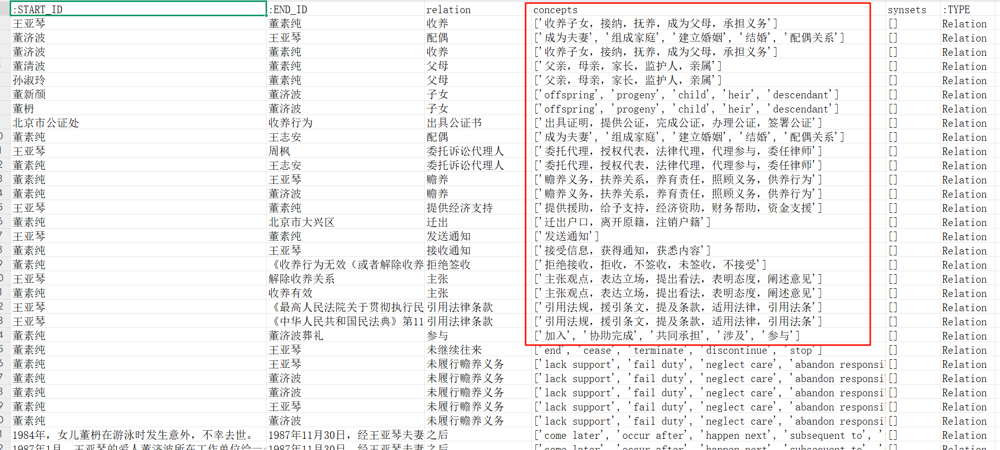 :START_ID :END_ID relation concepts synsets :TYPE
王亚琴 董素纯 收养 ['收养子女，接纳，抚养，成为父母，承担义务'] [] Relation
董济波 王亚琴 配偶 ['成为夫妻', '组成家庭', '建立婚姻', '结婚', '配偶关系'] [] Relation
董济波 董素纯 收养 ['收养子女，接纳，抚养，成为父母，承担义务'] [] Relation
董清波 董素纯 父母 ['父亲，母亲，家长，监护人，亲属'] [] Relation
孙淑玲 董素纯 父母 ['父亲，母亲，家长，监护人，亲属'] [] Relation
董新颜 董济波 子女 ['offspring', 'progeny', 'child', 'heir', 'descendant'] [] Relation
董枬 董济波 子女 ['offspring', 'progeny', 'child', 'heir', 'descendant'] [] Relation
北京市公证处 收养行为 出具公证书 ['出具证明，提供公证，完成公证，办理公证，签署公证'] [] Relation
董素纯 王志安 配偶 ['成为夫妻', '组成家庭', '建立婚姻', '结婚', '配偶关系'] [] Relation
王亚琴 周枫 委托诉讼代理人 ['委托代理，授权代表，法律代理，代理参与，委任律师'] [] Relation
董素纯 王志安 委托诉讼代理人 ['委托代理，授权代表，法律代理，代理参与，委任律师'] [] Relation
董素纯 王亚琴 赡养 ['赡养义务，扶养关系，养育责任，照顾义务，供养行为'] [] Relation
董素纯 董济波 赡养 ['赡养义务，扶养关系，养育责任，照顾义务，供养行为'] [] Relation
王亚琴 董素纯 提供经济支持 ['提供援助，给予支持，经济资助，财务帮助，资金支援'] [] Relation
董素纯 北京市大兴区 迁出 ['迁出户口，离开原籍，注销户籍'] [] Relation
王亚琴 董素纯 发送通知 ['发送通知'] [] Relation
董素纯 王亚琴 接收通知 ['接受信息，获得通知，获悉内容'] [] Relation
董素纯 《收养行为无效（或者解除收养 拒绝签收 ['拒绝接收，拒收，不签收，未签收，不接受'] [] Relation
王亚琴 解除收养关系 主张 ['主张观点，表达立场，提出看法，表明态度，阐述意见'] [] Relation
董素纯 收养有效 主张 ['主张观点，表达立场，提出看法，表明态度，阐述意见'] [] Relation
王亚琴 《最高人民法院关于贯彻执行民 引用法律条款 ['引用法规，援引条文，提及条款，适用法律，引用法条'] [] Relation
王亚琴 《中华人民共和国民法典》第11 引用法律条款 ['引用法规，援引条文，提及条款，适用法律，引用法条'] [] Relation
董素纯 董济波葬礼 参与 ['加入', '协助完成', '共同承担', '涉及', '参与'] [] Relation
董素纯 王亚琴 未继续往来 ['end', 'cease', 'terminate', 'discontinue', 'stop'] [] Relation
董素纯 王亚琴 未履行赡养义务 ['lack support', 'fail duty', 'neglect care', 'abandon responsi [] Relation
董素纯 董济波 未履行赡养义务 ['lack support', 'fail duty', 'neglect care', 'abandon responsi [] Relation
董素纯 董济波 未履行赡养义务 ['lack support', 'fail duty', 'neglect care', 'abandon responsi [] Relation
董素纯 王亚琴 未履行赡养义务 ['lack support', 'fail duty', 'neglect care', 'abandon responsi [] Relation
董素纯 董济波 未履行赡养义务 ['lack support', 'fail duty', 'neglect care', 'abandon responsi [] Relation
1984年，女儿董枬在游泳时发生意外，不幸去世。 1987年11月30日，经王亚琴夫妻 之后 ['come later', 'occur after', 'happen next', 'subsequent to', ' [] Relation
1987年1月，王亚琴的爱人董济波所在工作单位给一 1987年11月30日，经王亚琴夫妻 之后 ['come later', 'occur after', 'happen next', 'subsequent to', [] Relation